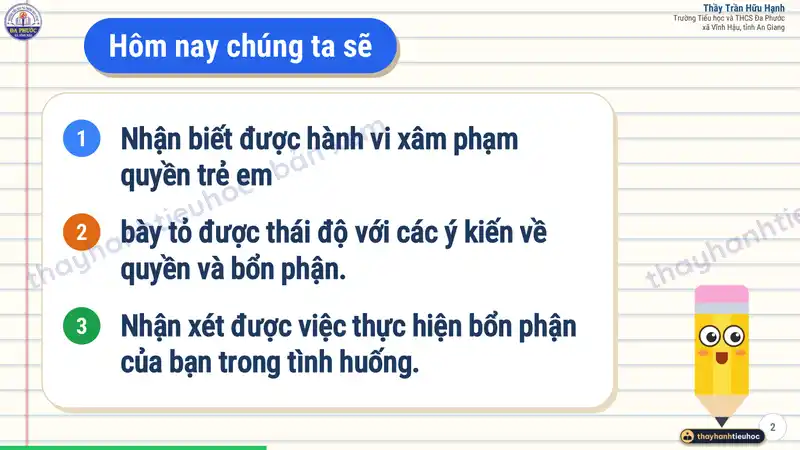 ĐA PHƯỚC
Thầy Trần Hữu Hạnh
Trường Tiểu học và THCS Đa Phước
xã Vĩnh Hậu, tỉnh An Giang
Hôm nay chúng ta sẽ
1 Nhận biết được hành vi xâm phạm
quyền trẻ em
2 bày tỏ được thái độ với các ý kiến về
quyền và bổn phận.
3 Nhận xét được việc thực hiện bổn phận
của bạn trong tình huống.
thayhanhtieuhoc
2